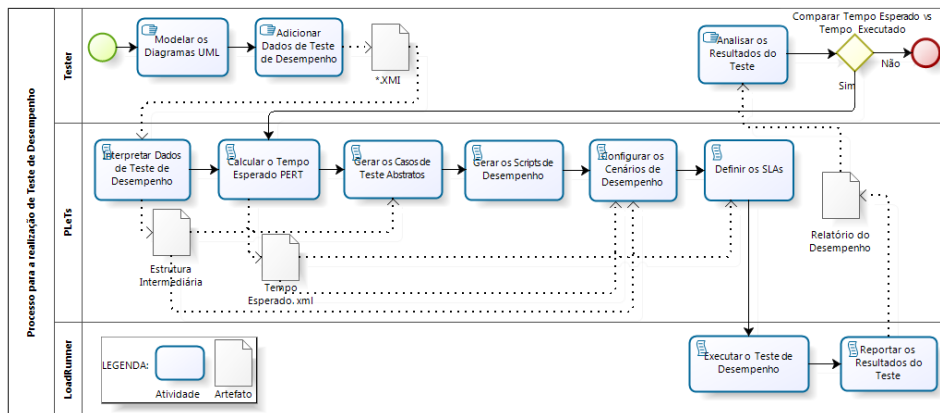 Processo para a realização de Teste de Desempenho
Tester
Modelar os
Diagramas UML
Adicionar
Dados de Teste
de Desempenho
*.XMI
Analisar os
Resultados do
Teste
Comparar Tempo Esperado vs
Tempo Executado
Não
Sim
PLeTs
Interpretar Dados
de Teste de
Desempenho
Calcular o Tempo
Esperado PERT
Gerar os Casos de
Teste Abstratos
Gerar os Scripts de
Desempenho
Configurar os
Cenários de
Desempenho
Definir os SLAs
Estrutura
Intermediária
Tempo
Esperado.xml
Relatório do
Desempenho
LoadRunner
LEGENDA:
Atividade
Artefato
Executar o Teste de
Desempenho
Reportar os
Resultados do
Teste